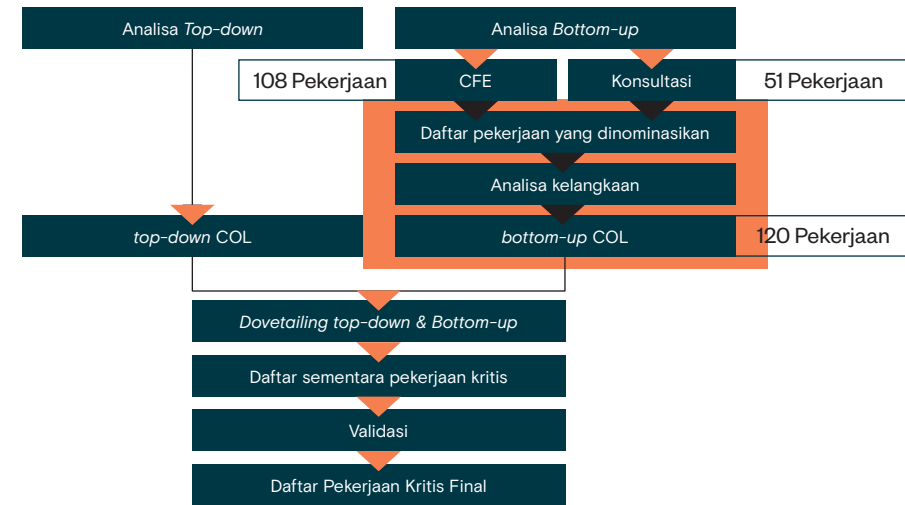 Analisa Top-down
Analisa Bottom-up
108 Pekerjaan
CFE
Konsultasi
51 Pekerjaan
Daftar pekerjaan yang dinominasikan
Analisa kelangkaan
top-down COL
bottom-up COL
120 Pekerjaan
Dovetailing top-down & Bottom-up
Daftar sementara pekerjaan kritis
Validasi
Daftar Pekerjaan Kritis Final